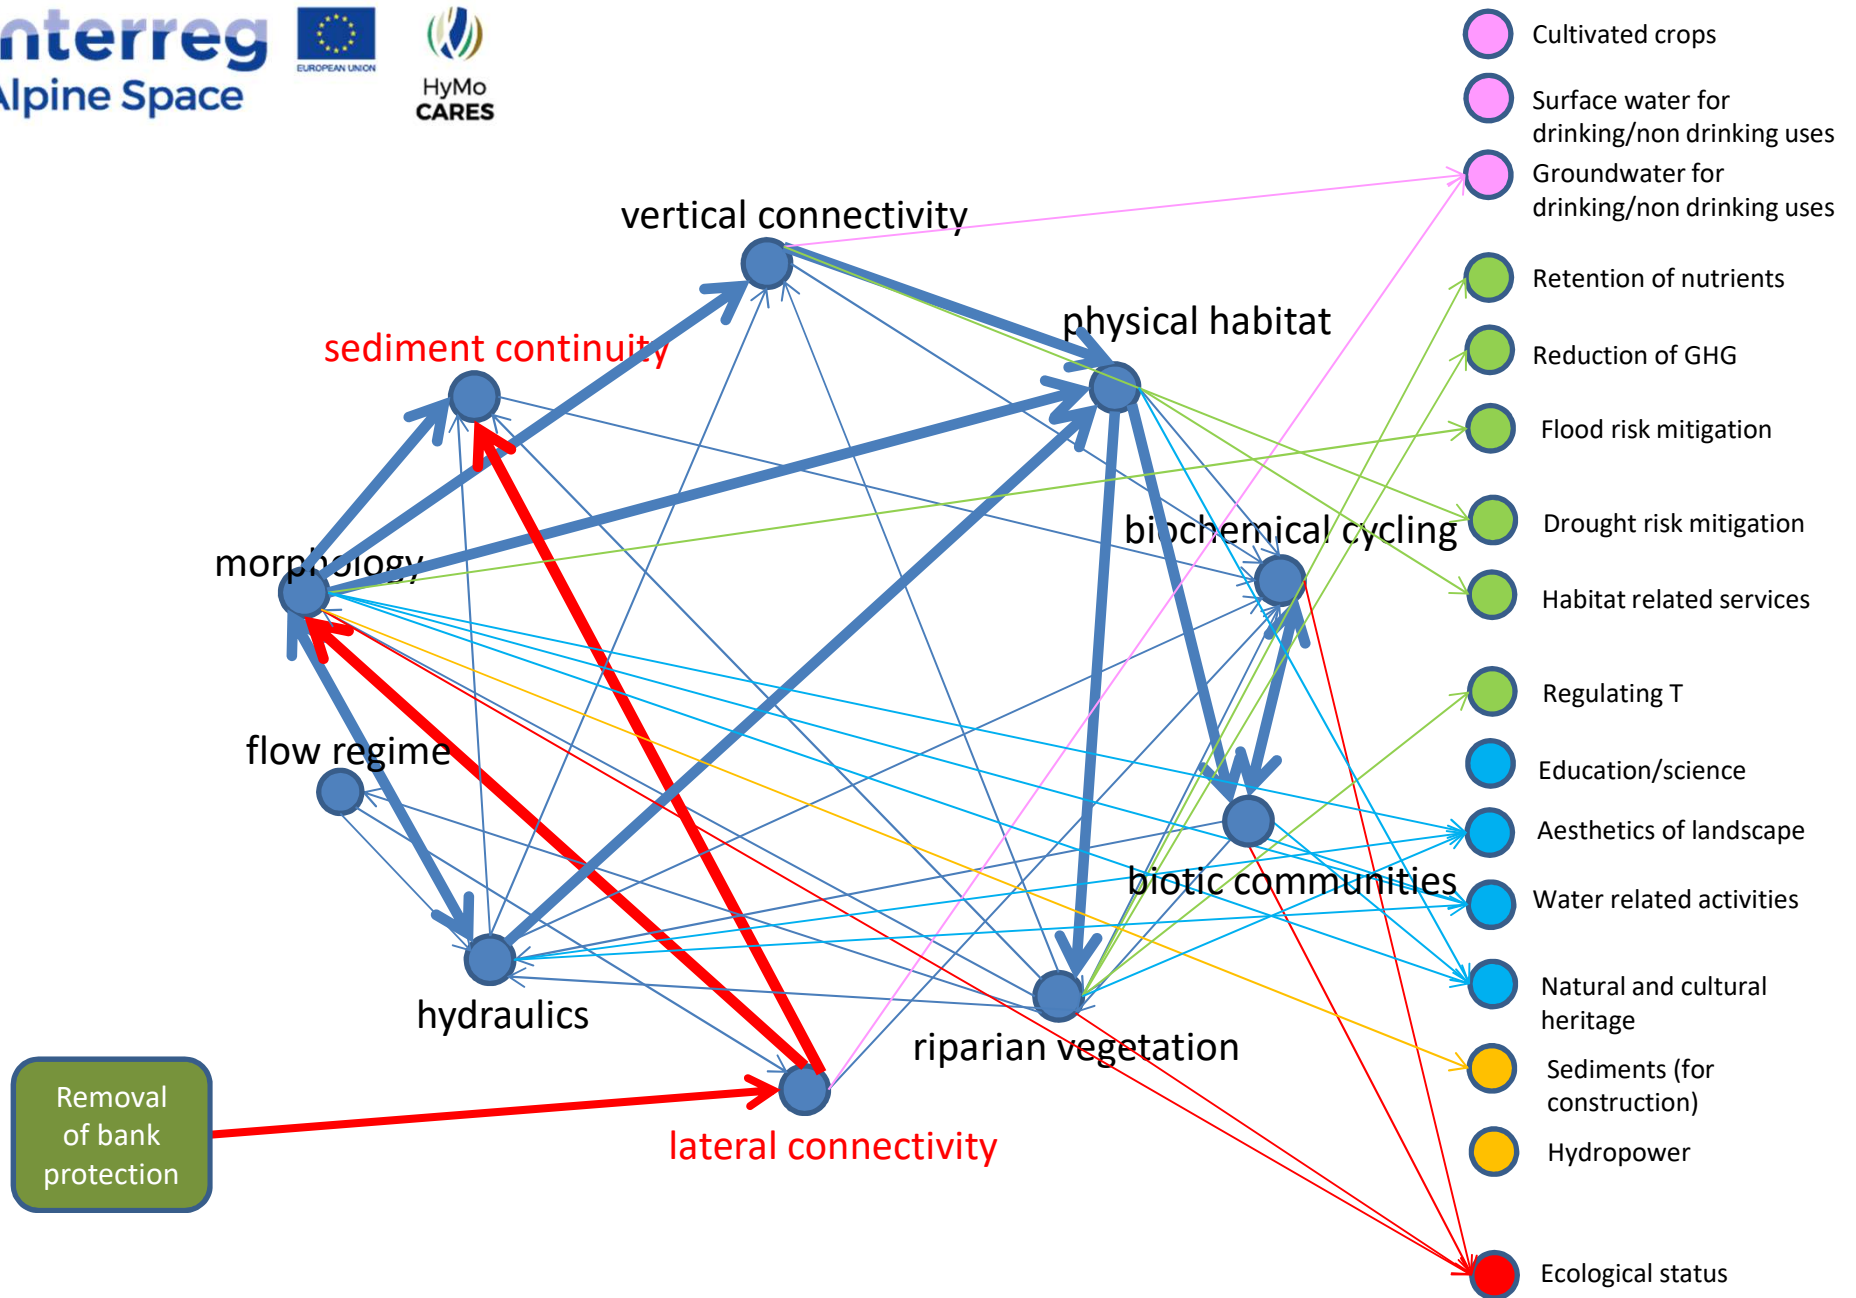 nterreg
Alpine Space
EUROPEAN UNION
HyMo
CARES
Cultivated crops
Surface water for
drinking/non drinking uses
Groundwater for
drinking/non drinking uses
Retention of nutrients
Reduction of GHG
Flood risk mitigation
Drought risk mitigation
Habitat related services
Regulating T
Education/science
Aesthetics of landscape
Water related activities
Natural and cultural
heritage
Sediments (for
construction)
Hydropower
Ecological status
vertical connectivity
physical habitat
sediment continuity
biochemical cycling
morphology
flow regime
biotic communities
hydraulics
riparian vegetation
lateral connectivity
Removal
of bank
protection